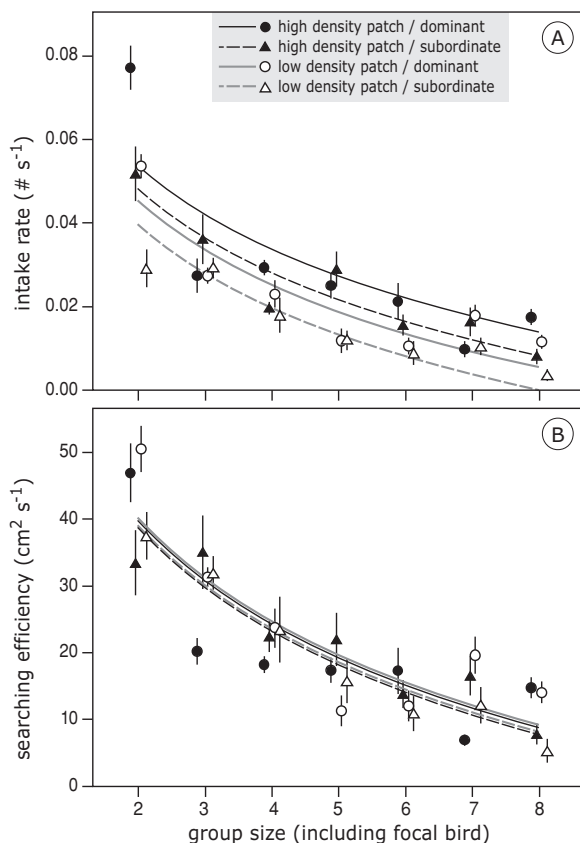 A
high density patch / dominant
high density patch / subordinate
low density patch / dominant
low density patch / subordinate
0.08
0.06
0.04
0.02
0.00
intake rate (# s-1)
B
50
40
30
20
10
0
searching efficiency (cm2 s-1)
2 3 4 5 6 7 8
group size (including focal bird)